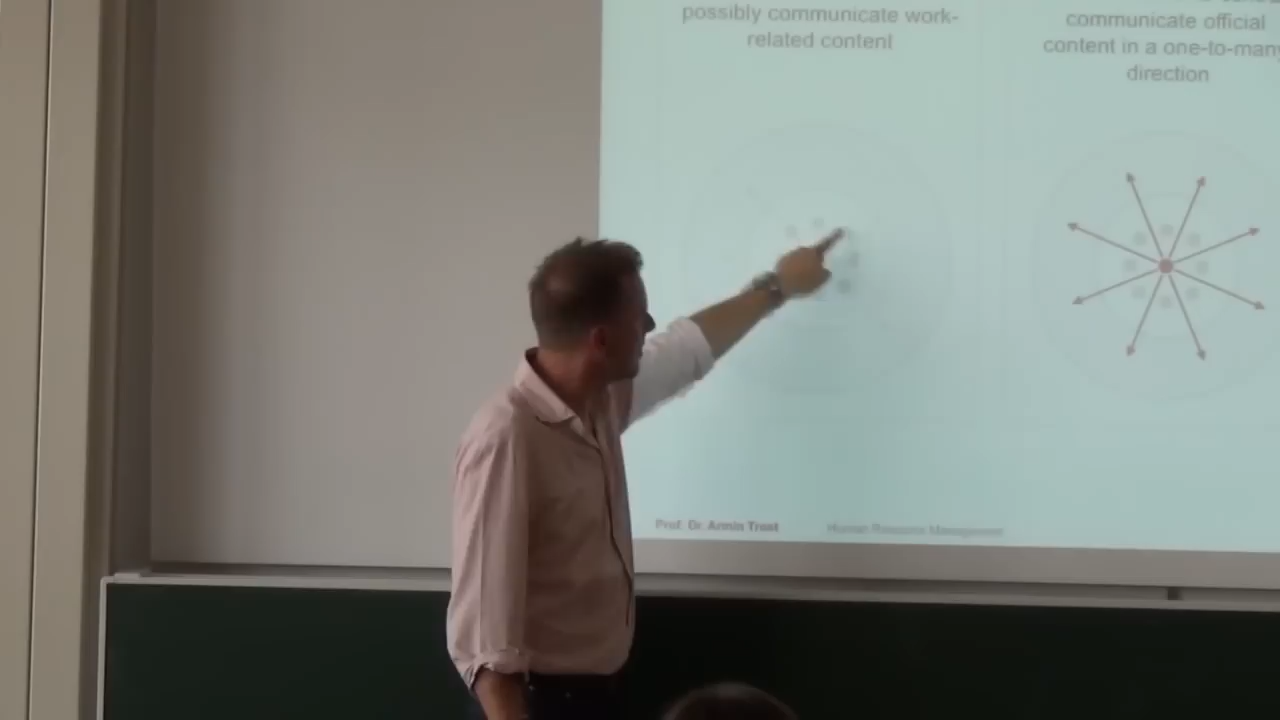 possibly communicate work-
related content
communicate official
content in a one-to-many
direction
Prof. Dr. Armin Trost
Human Resource Management